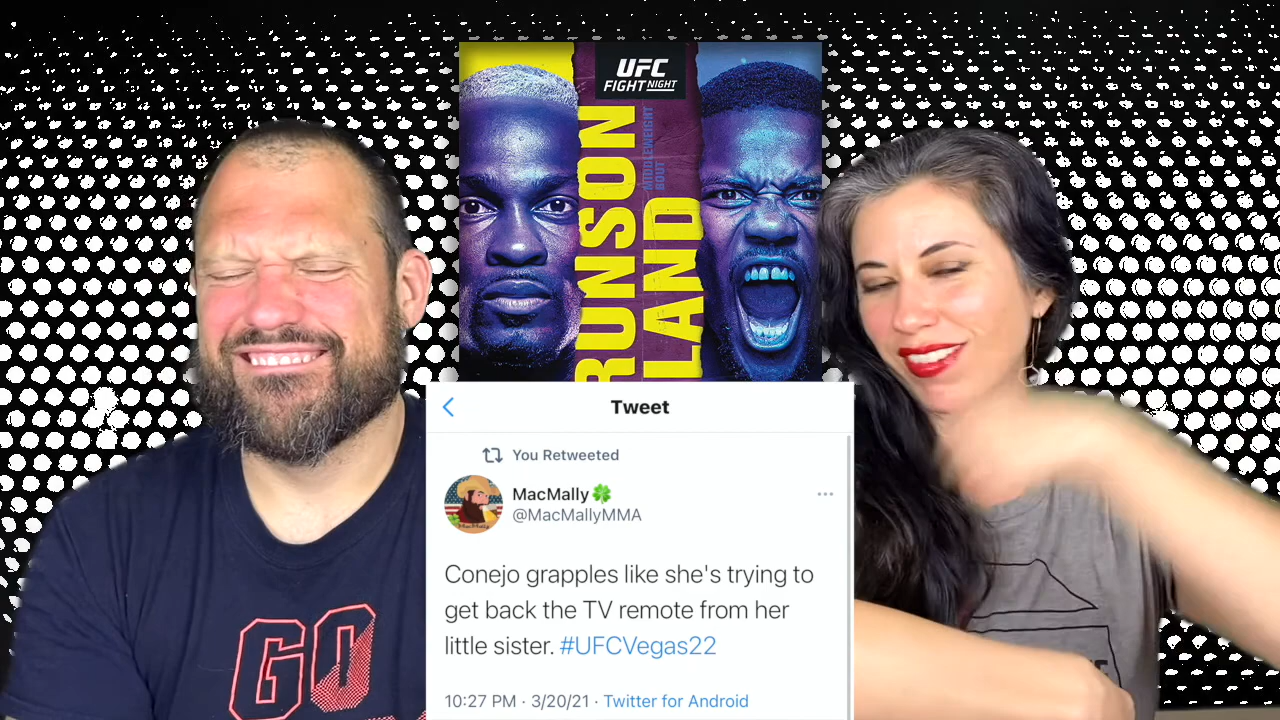 UFC
FIGHT NIGHT
RUNSON
LAND
MIDDLEWEIGHT
BOUT
Tweet
You Retweeted
MacMally🍀
@MacMallyMMA
Conejo grapples like she's trying to
get back the TV remote from her
little sister. #UFCVegas22
10:27 PM · 3/20/21 · Twitter for Android
GO